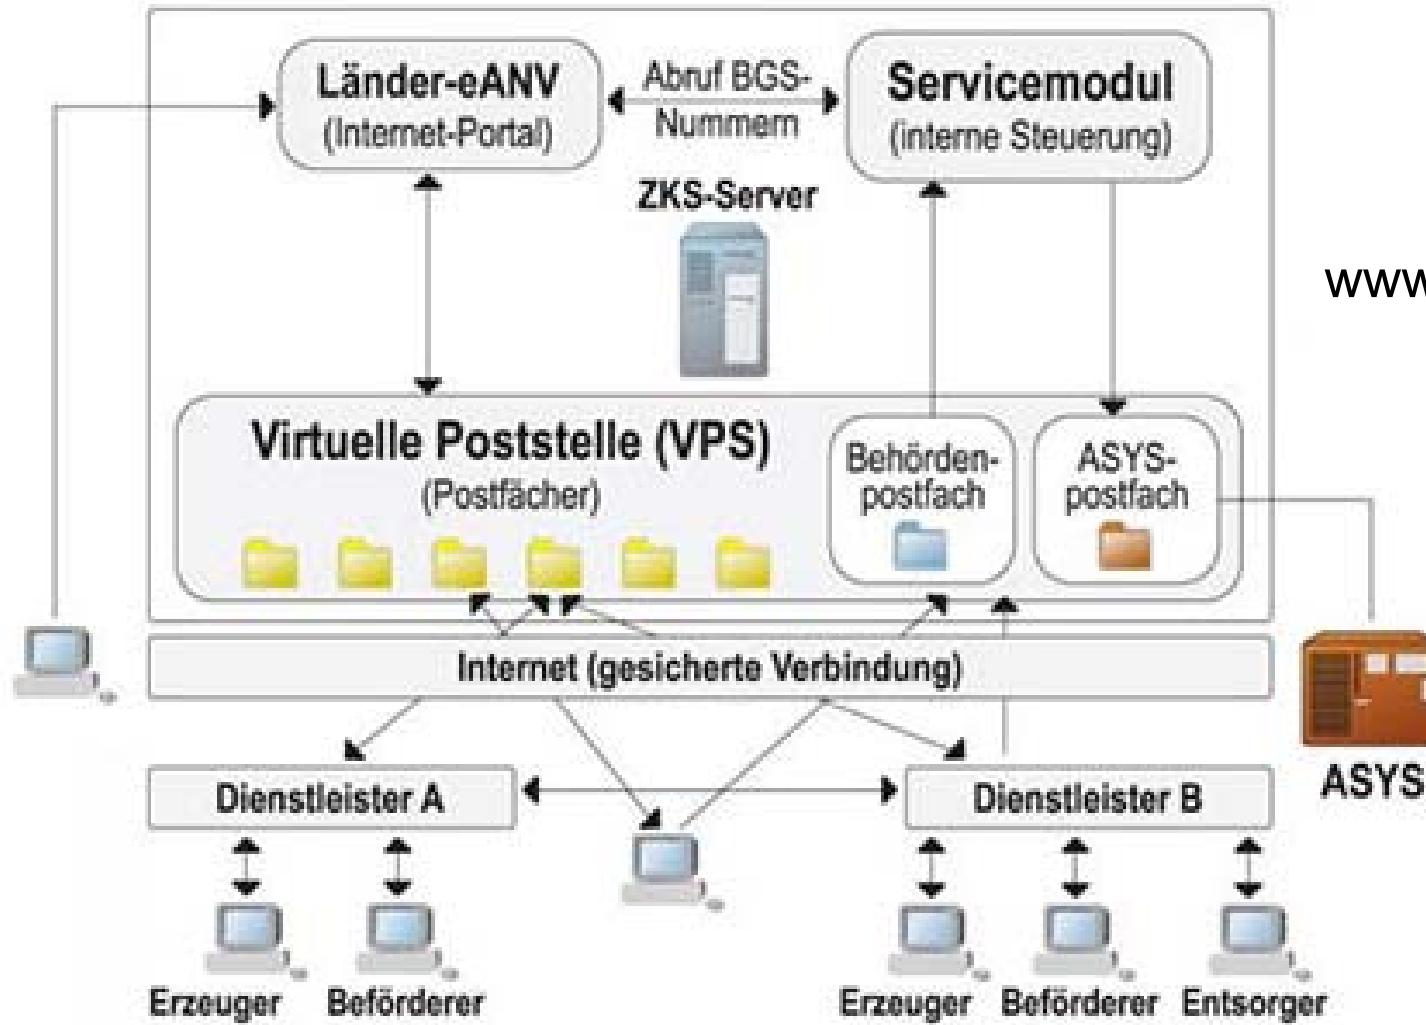 Länder-eANV
(Internet-Portal)
Abruf BGS-
Nummern
Servicemodul
(interne Steuerung)
ZKS-Server
www
Virtuelle Poststelle (VPS)
(Postfächer)
Behörden-
postfach
ASYS-
postfach
Internet (gesicherte Verbindung)
Dienstleister A
Dienstleister B
ASYS
Erzeuger
Beförderer
Erzeuger
Beförderer
Entsorger